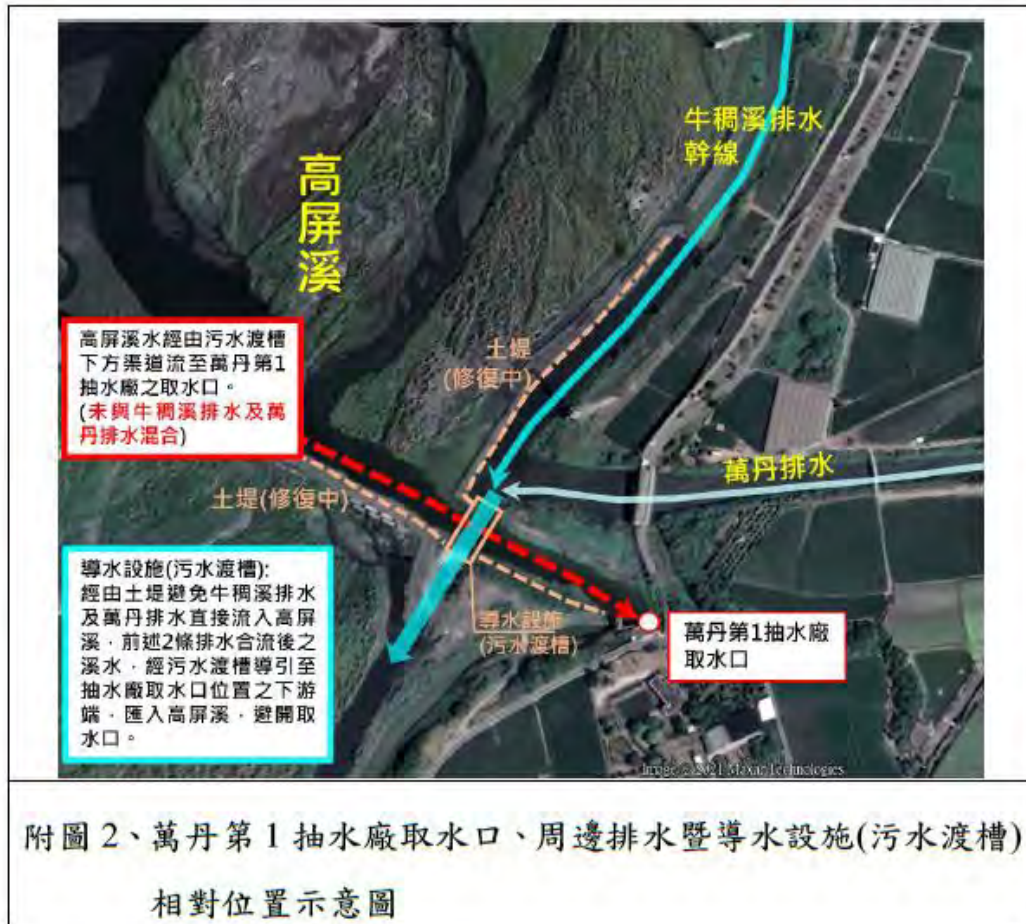 牛稠溪排水
幹線
高屏溪
高屏溪水經由污水渡槽
下方渠道流至萬丹第1
抽水廠之取水口。
(未與牛稠溪排水及萬
丹排水混合)
土堤
(修復中)
萬丹排水
土堤(修復中)
導水設施(污水渡槽):
經由土堤避免牛稠溪排水
及萬丹排水直接流入高屏
溪，前述2條排水合流後之
溪水，經污水渡槽導引至
抽水廠取水口位置之下游
端，匯入高屏溪，避開取
水口。
導水設施
(污水渡槽)
萬丹第1抽水廠
取水口
Image © 2021 Maxar Technologies
附圖 2、萬丹第 1 抽水廠取水口、周邊排水暨導水設施(污水渡槽)
相對位置示意圖